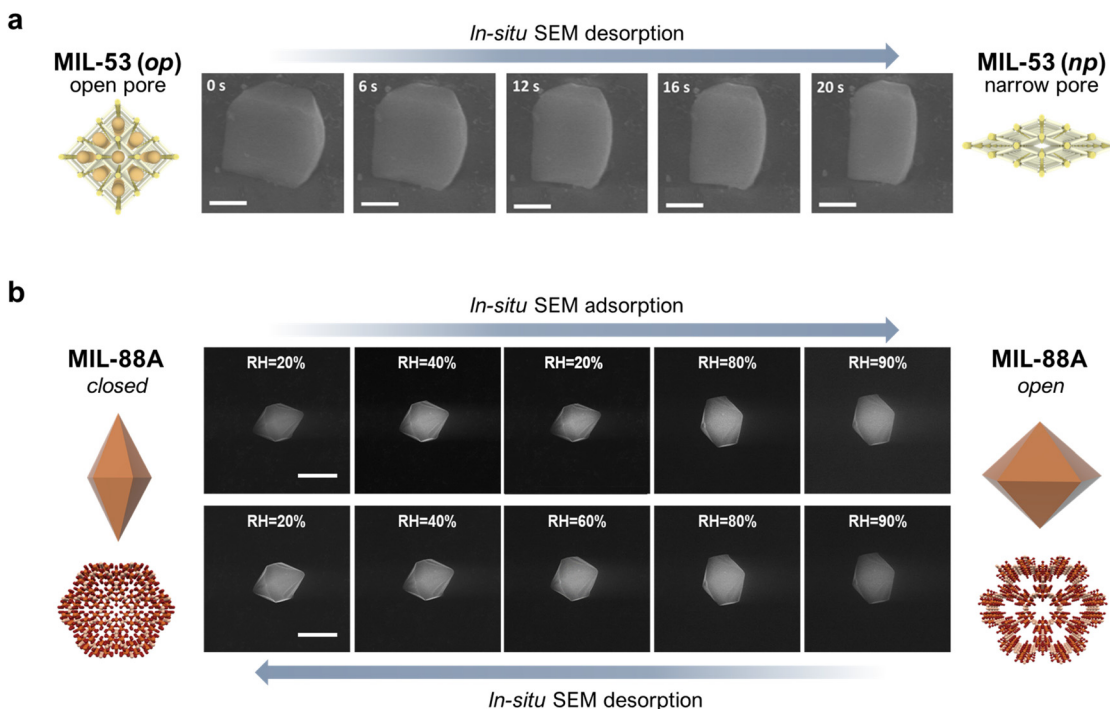 a
In-situ SEM desorption
MIL-53 (op)
open pore
0 s
6 s
12 s
16 s
20 s
MIL-53 (np)
narrow pore
b
In-situ SEM adsorption
MIL-88A
closed
RH=20%
RH=40%
RH=20%
RH=80%
RH=90%
MIL-88A
open
RH=20%
RH=40%
RH=60%
RH=80%
RH=90%
In-situ SEM desorption